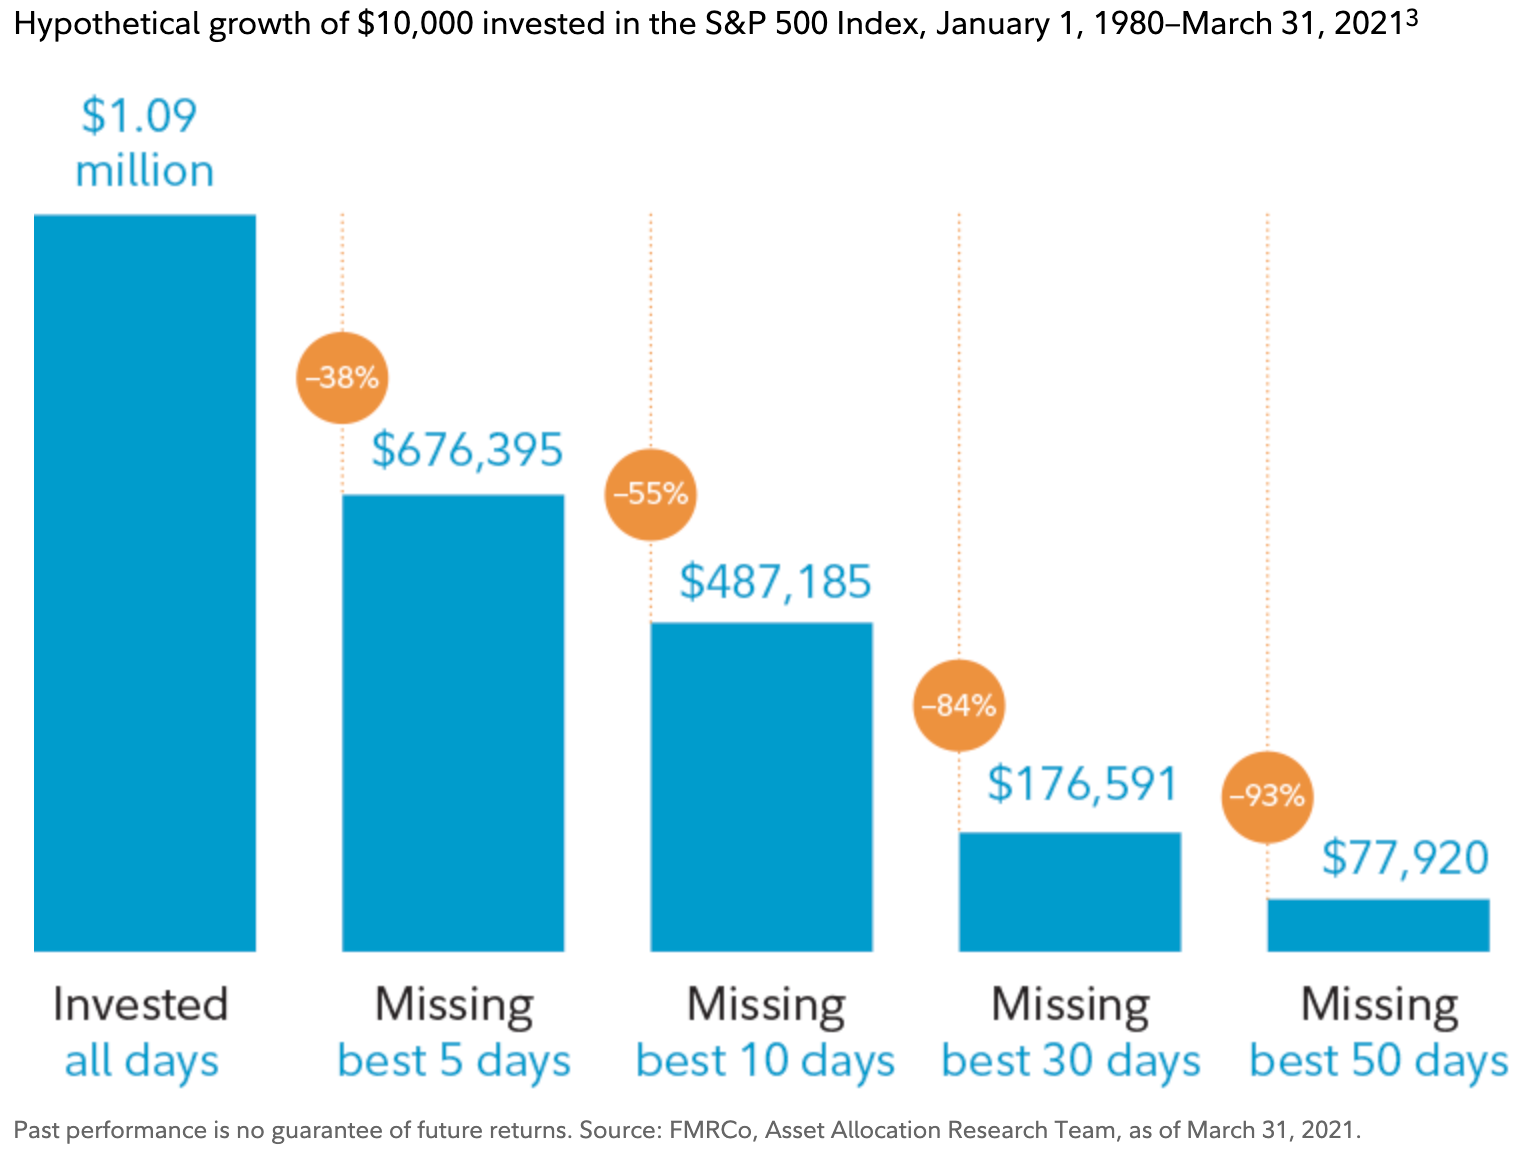 Hypothetical growth of $10,000 invested in the S&P 500 Index, January 1, 1980–March 31, 2021³
$1.09
million
–38%
$676,395
–55%
$487,185
–84%
$176,591
–93%
$77,920
Invested
all days
Missing
best 5 days
Missing
best 10 days
Missing
best 30 days
Missing
best 50 days
Past performance is no guarantee of future returns. Source: FMRCo, Asset Allocation Research Team, as of March 31, 2021.